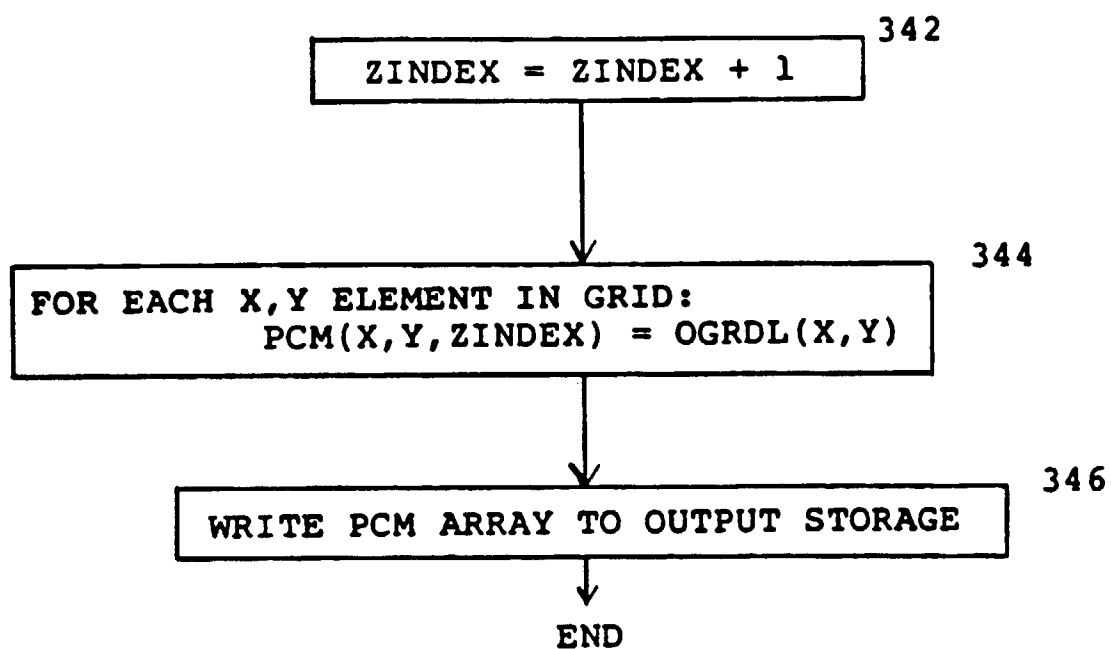 342
ZINDEX = ZINDEX + 1
344
FOR EACH X,Y ELEMENT IN GRID:
PCM(X,Y,ZINDEX) = OGRDL(X,Y)
346
WRITE PCM ARRAY TO OUTPUT STORAGE
END